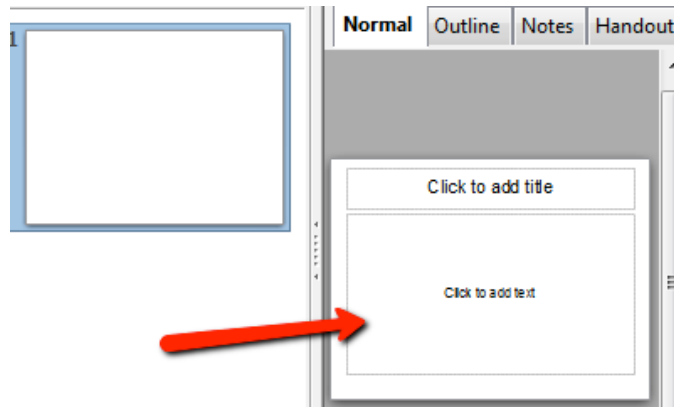 1
Normal Outline Notes Handout
Click to add title
Click to add text